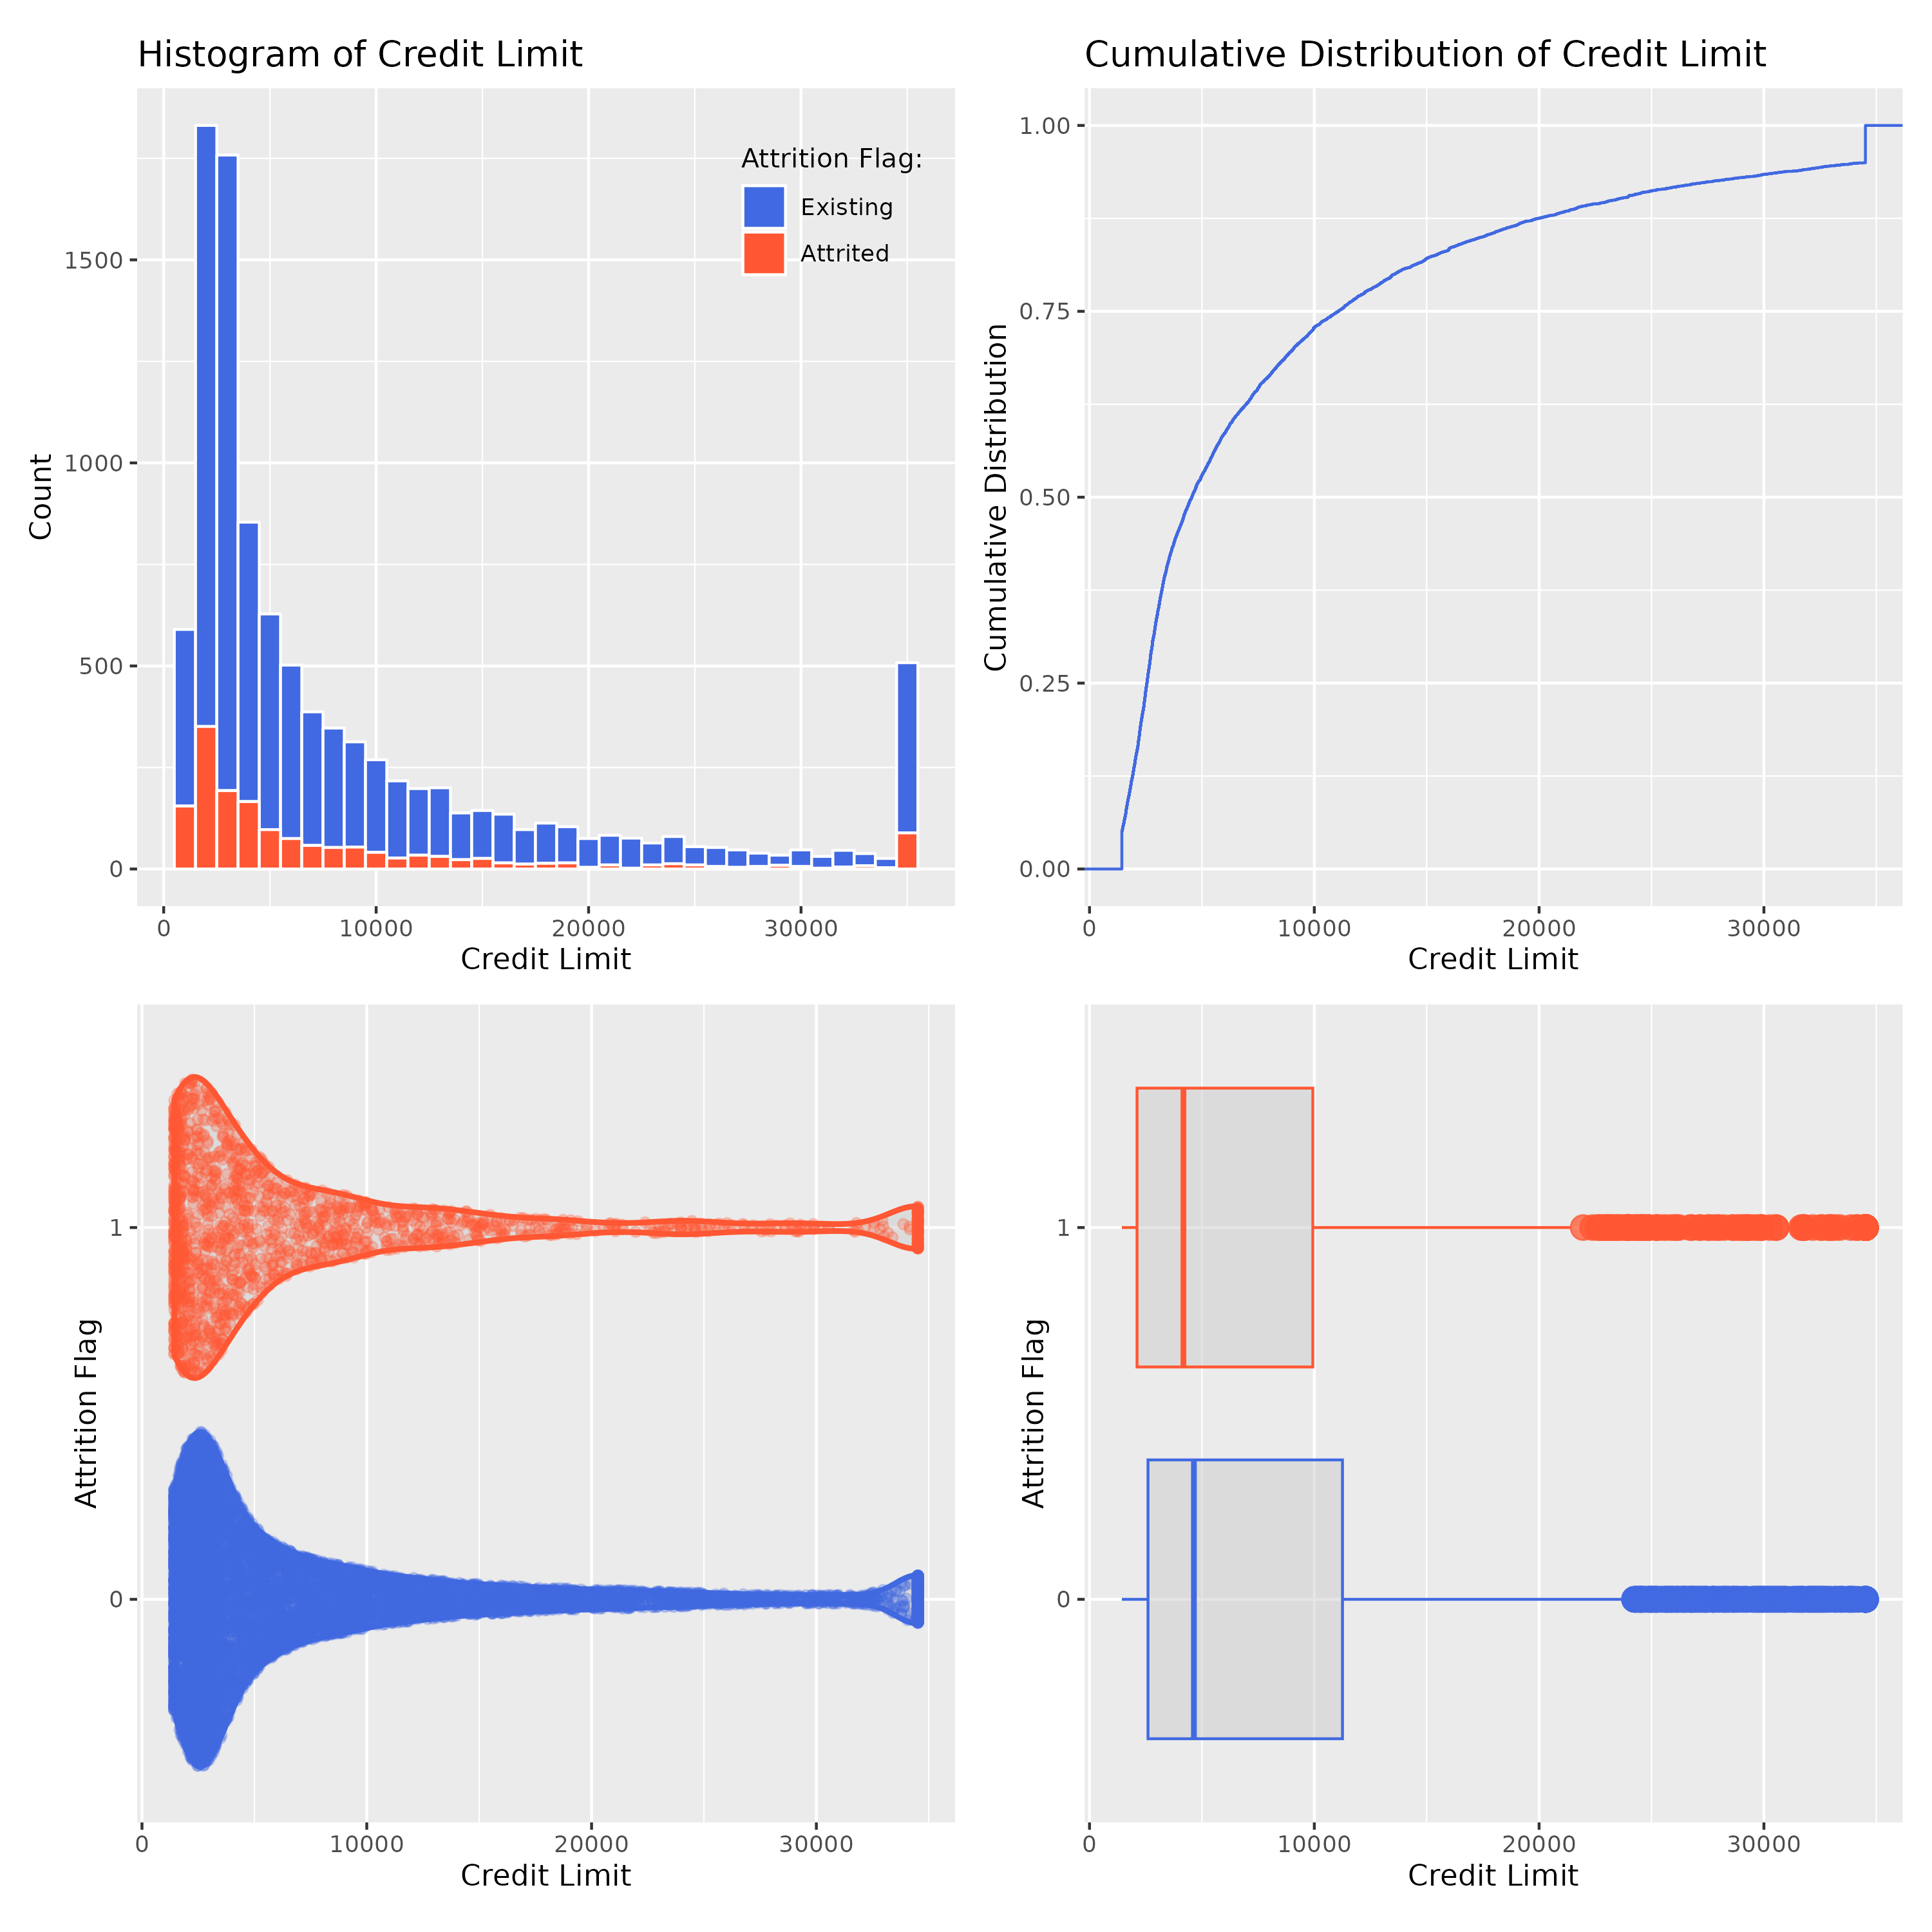 Histogram of Credit Limit
Attrition Flag:
Existing
Attrited
1500
1000
500
0
Count
0 10000 20000 30000
Credit Limit
Cumulative Distribution of Credit Limit
1.00
0.75
0.50
0.25
0.00
Cumulative Distribution
0 10000 20000 30000
Credit Limit
1
0
Attrition Flag
0 10000 20000 30000
Credit Limit
1
0
Attrition Flag
0 10000 20000 30000
Credit Limit